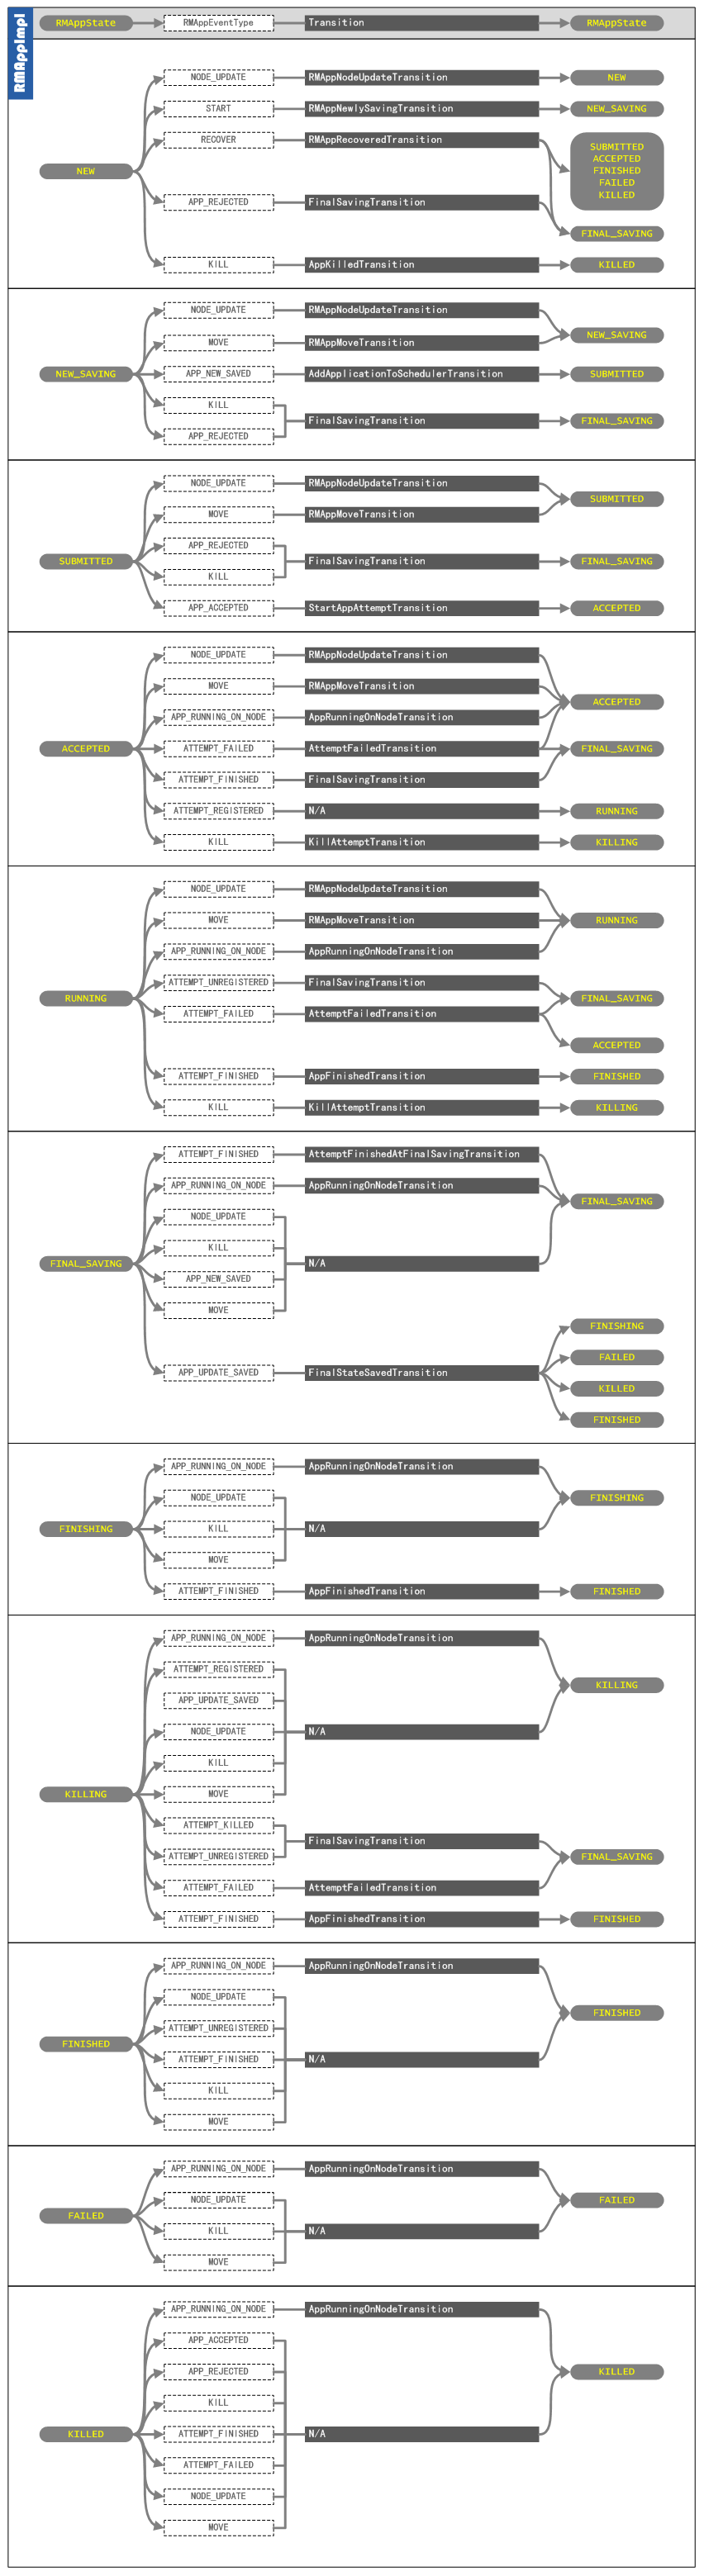 RMAppImpl
RMAppState RMAppEventType Transition RMAppState
NODE_UPDATE RMAppNodeUpdateTransition NEW
START RMAppNewlySavingTransition NEW_SAVING
RECOVER RMAppRecoveredTransition
SUBMITTED
ACCEPTED
FINISHED
FAILED
KILLED
NEW
APP_REJECTED FinalSavingTransition
FINAL_SAVING
KILL AppKilledTransition KILLED
NODE_UPDATE RMAppNodeUpdateTransition
NEW_SAVING
MOVE RMAppMoveTransition
NEW_SAVING APP_NEW_SAVED AddApplicationToSchedulerTransition SUBMITTED
KILL
FinalSavingTransition FINAL_SAVING
APP_REJECTED
NODE_UPDATE RMAppNodeUpdateTransition
SUBMITTED
MOVE RMAppMoveTransition
APP_REJECTED
SUBMITTED FinalSavingTransition FINAL_SAVING
KILL
APP_ACCEPTED StartAppAttemptTransition ACCEPTED
NODE_UPDATE RMAppNodeUpdateTransition
MOVE RMAppMoveTransition
ACCEPTED
APP_RUNNING_ON_NODE AppRunningOnNodeTransition
ACCEPTED ATTEMPT_FAILED AttemptFailedTransition FINAL_SAVING
ATTEMPT_FINISHED FinalSavingTransition
ATTEMPT_REGISTERED N/A RUNNING
KILL KillAttemptTransition KILLING
NODE_UPDATE RMAppNodeUpdateTransition
MOVE RMAppMoveTransition RUNNING
APP_RUNNING_ON_NODE AppRunningOnNodeTransition
ATTEMPT_UNREGISTERED FinalSavingTransition
RUNNING FINAL_SAVING
ATTEMPT_FAILED AttemptFailedTransition
ACCEPTED
ATTEMPT_FINISHED AppFinishedTransition FINISHED
KILL KillAttemptTransition KILLING
ATTEMPT_FINISHED AttemptFinishedAtFinalSavingTransition
APP_RUNNING_ON_NODE AppRunningOnNodeTransition
FINAL_SAVING
NODE_UPDATE
KILL
FINAL_SAVING N/A
APP_NEW_SAVED
MOVE
FINISHING
FAILED
APP_UPDATE_SAVED FinalStateSavedTransition
KILLED
FINISHED
APP_RUNNING_ON_NODE AppRunningOnNodeTransition
NODE_UPDATE FINISHING
FINISHING KILL N/A
MOVE
ATTEMPT_FINISHED AppFinishedTransition FINISHED
APP_RUNNING_ON_NODE AppRunningOnNodeTransition
ATTEMPT_REGISTERED
KILLING
APP_UPDATE_SAVED
NODE_UPDATE N/A
KILL
KILLING MOVE
ATTEMPT_KILLED
FinalSavingTransition
ATTEMPT_UNREGISTERED FINAL_SAVING
ATTEMPT_FAILED AttemptFailedTransition
ATTEMPT_FINISHED AppFinishedTransition FINISHED
APP_RUNNING_ON_NODE AppRunningOnNodeTransition
NODE_UPDATE
FINISHED
ATTEMPT_UNREGISTERED
FINISHED
ATTEMPT_FINISHED N/A
KILL
MOVE
APP_RUNNING_ON_NODE AppRunningOnNodeTransition
NODE_UPDATE FAILED
FAILED
KILL N/A
MOVE
APP_RUNNING_ON_NODE AppRunningOnNodeTransition
APP_ACCEPTED
APP_REJECTED KILLED
KILL
KILLED ATTEMPT_FINISHED N/A
ATTEMPT_FAILED
NODE_UPDATE
MOVE